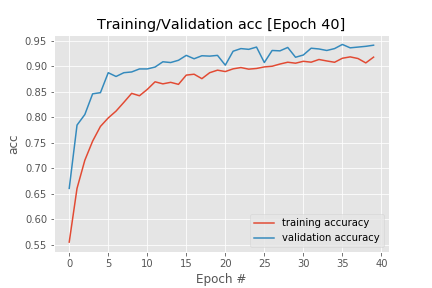 Training/Validation acc [Epoch 40]
0.95
0.90
0.85
0.80
0.75
0.70
0.65
0.60
0.55
acc
training accuracy
validation accuracy
0 5 10 15 20 25 30 35 40
Epoch #